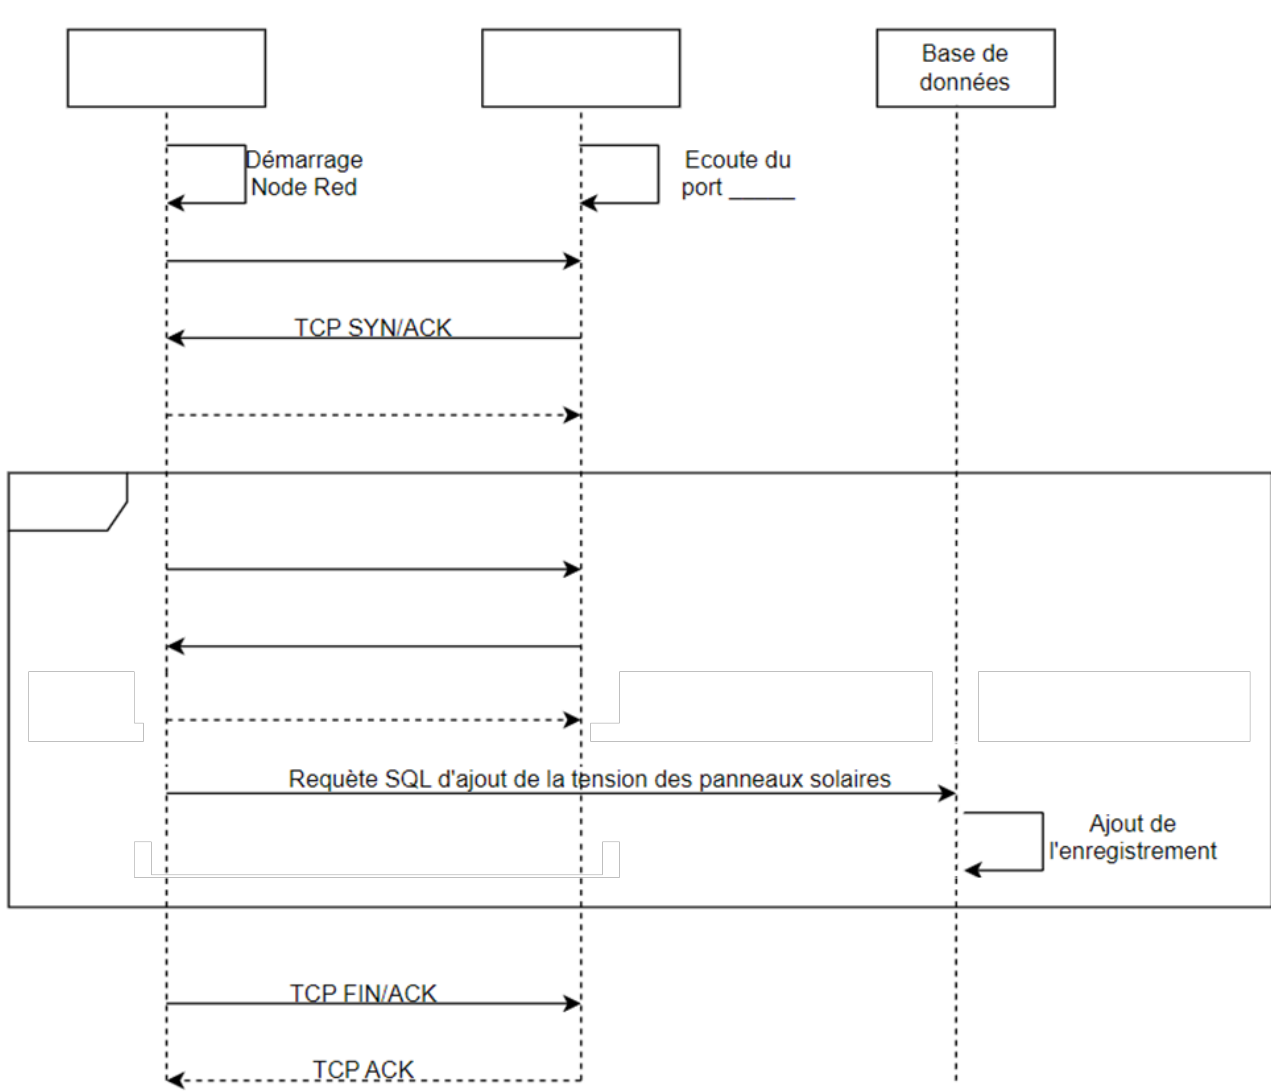 Base de
données
Démarrage
Node Red
Ecoute du
port _____
TCP SYN/ACK
Requète SQL d'ajout de la tension des panneaux solaires
Ajout de
l'enregistrement
TCP FIN/ACK
TCP ACK